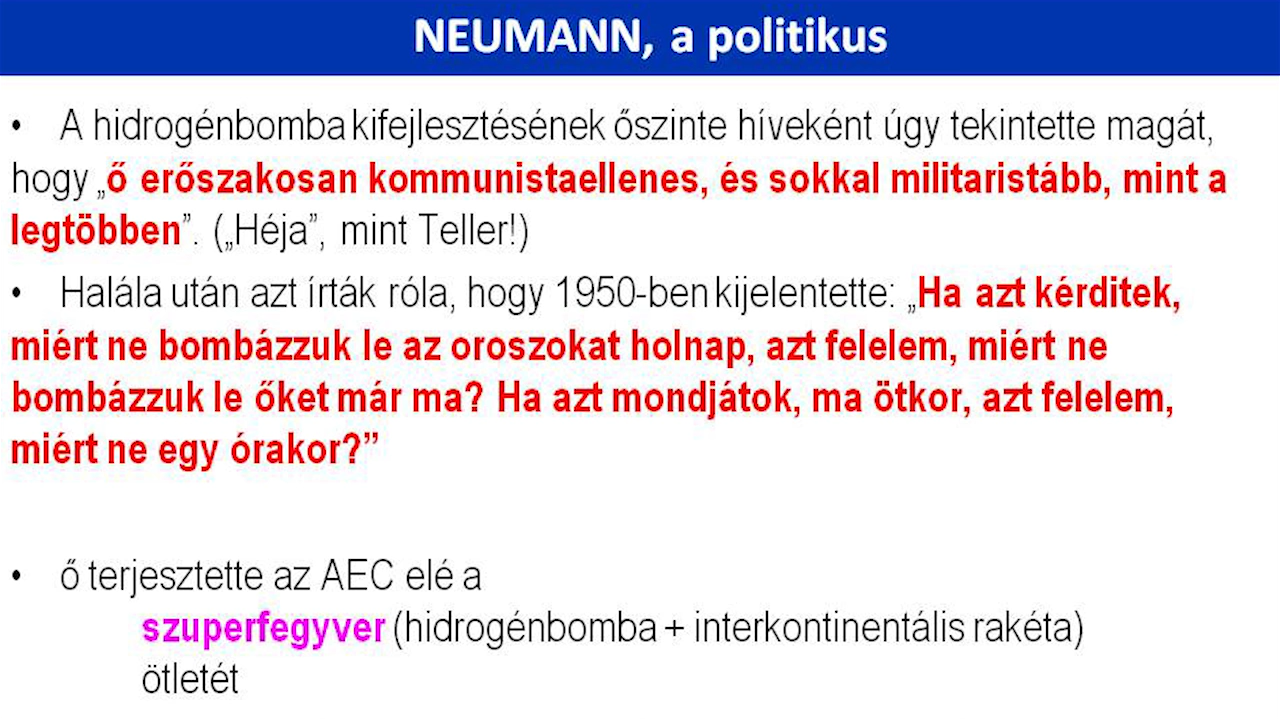 NEUMANN, a politikus
• A hidrogénbomba kifejlesztésének őszinte híveként úgy tekintette magát,
hogy „ő erőszakosan kommunistaellenes, és sokkal militaristább, mint a
legtöbben”. („Héja”, mint Teller!)
• Halála után azt írták róla, hogy 1950-ben kijelentette: „Ha azt kérditek,
miért ne bombázzuk le az oroszokat holnap, azt felelem, miért ne
bombázzuk le őket már ma? Ha azt mondjátok, ma ötkor, azt felelem,
miért ne egy órakor?”
• ő terjesztette az AEC elé a
szuperfegyver (hidrogénbomba + interkontinentális rakéta)
ötletét